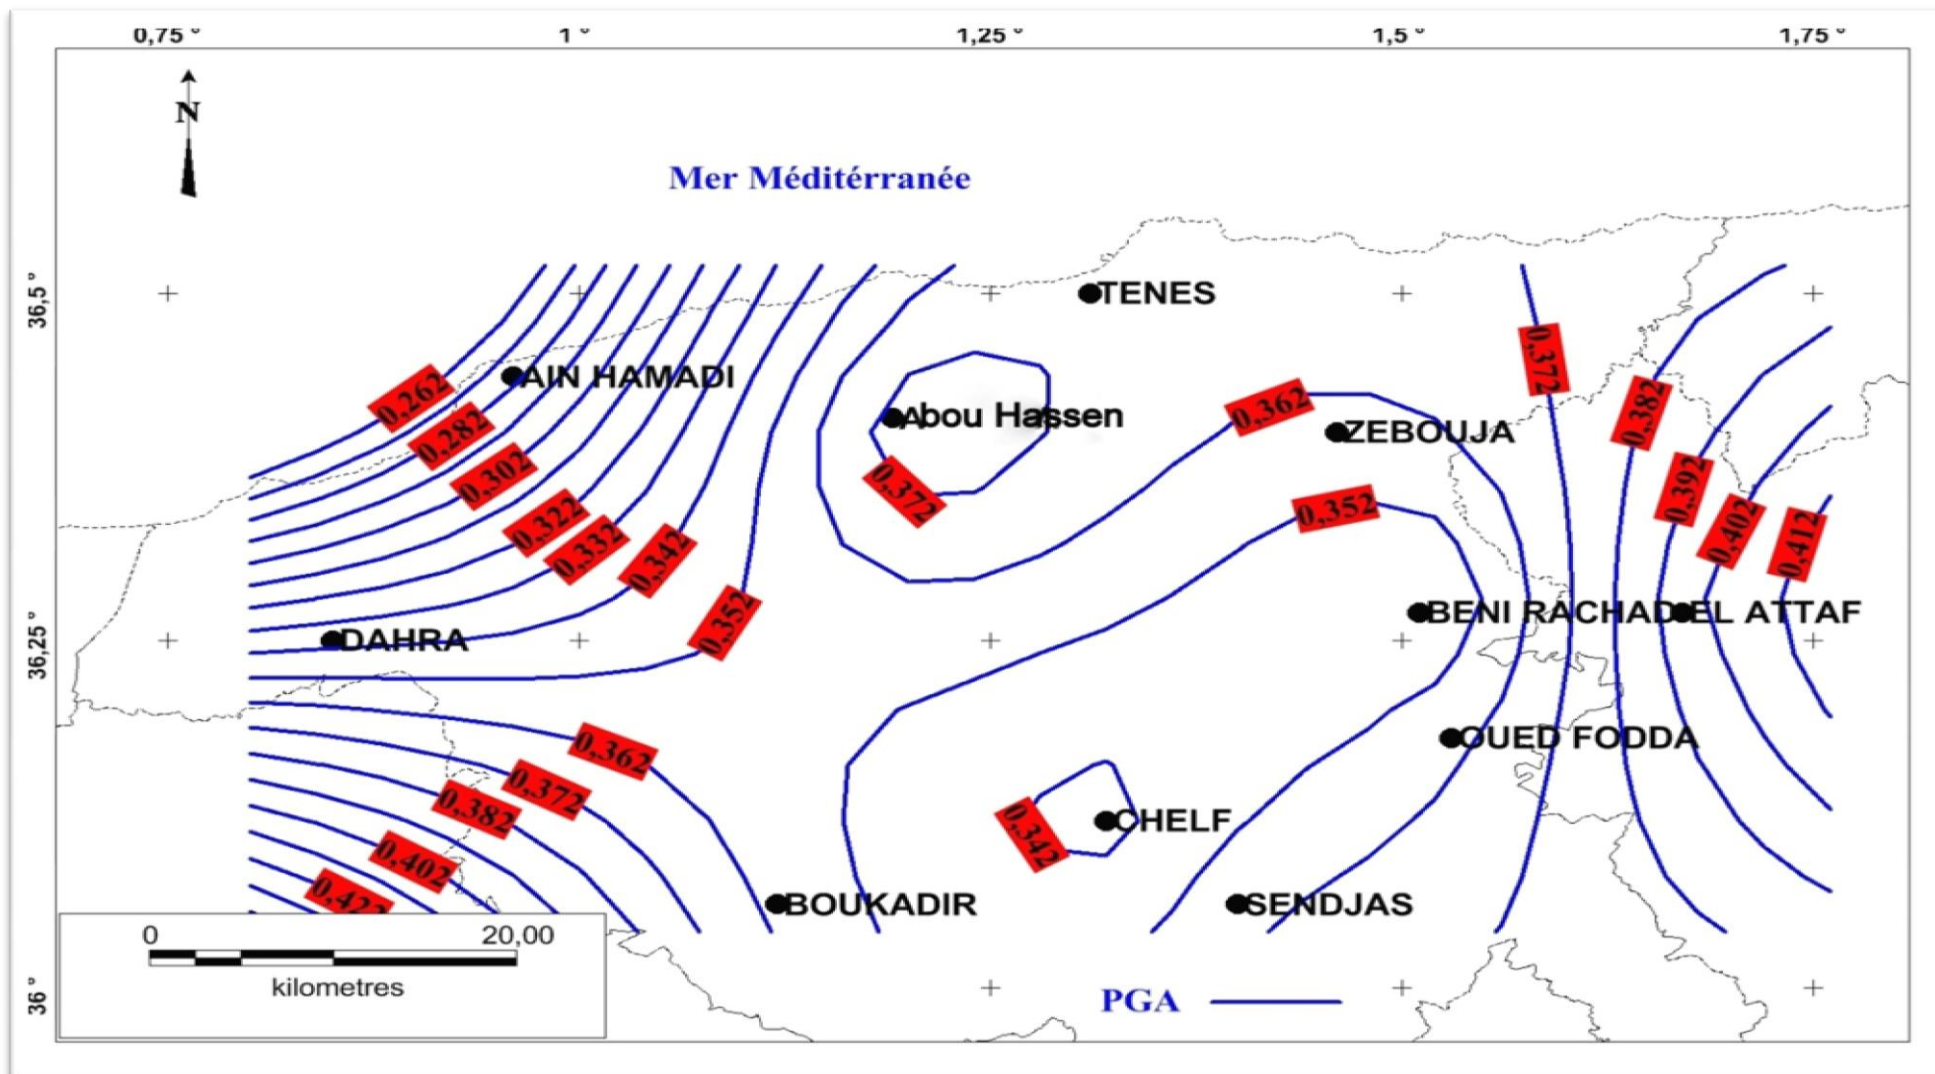 0,75 ° 1 ° 1,25 ° 1,5 ° 1,75 °
N
Mer Méditérranée
36,5 °
TENES
0,372
AIN HAMADI
0,262
0,382
0,362
Abou Hassen
0,282
ZEBOUJA
0,302
0,372
0,392
0,352
0,322
0,402
0,332
0,412
0,342
0,352
BENI RACHAD
EL ATTAF
36,25 °
DAHRA
0,362
OUED FODDA
0,372
0,382
CHELF
0,342
0,402
0,422
BOUKADIR
SENDJAS
0 20,00
kilometres
36 °
PGA